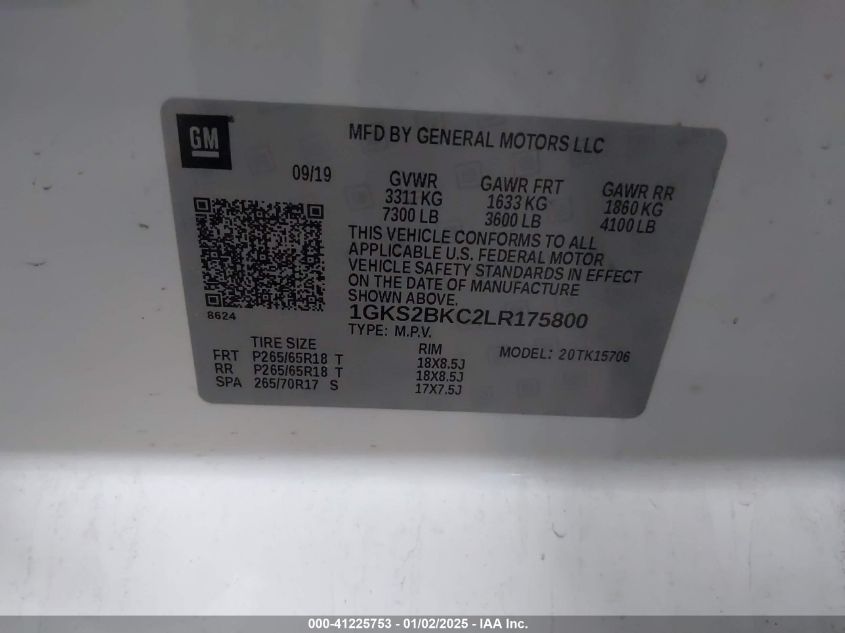 GM
MFD BY GENERAL MOTORS LLC
09/19
GVWR
3311 KG
7300 LB
GAWR FRT
1633 KG
3600 LB
GAWR RR
1860 KG
4100 LB
THIS VEHICLE CONFORMS TO ALL
APPLICABLE U.S. FEDERAL MOTOR
VEHICLE SAFETY STANDARDS IN EFFECT
ON THE DATE OF MANUFACTURE
SHOWN ABOVE.
8624
1GKS2BKC2LR175800
TYPE: M.P.V.
MODEL: 20TK15706
TIRE SIZE RIM
FRT P265/65R18 T 18X8.5J
RR P265/65R18 T 18X8.5J
SPA 265/70R17 S 17X7.5J
000-41225753 - 01/02/2025 - IAA Inc.